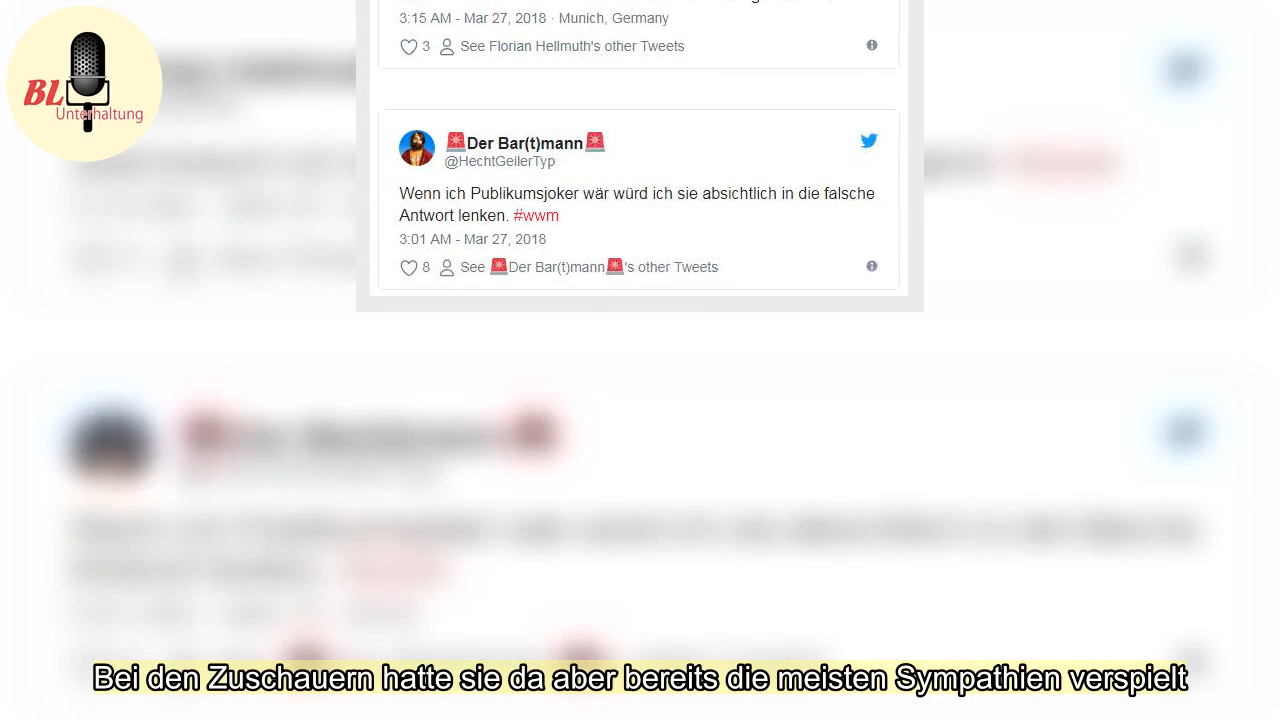 3:15 AM - Mar 27, 2018 · Munich, Germany
3 See Florian Hellmuth's other Tweets
BL
Unterhaltung
🚨Der Bar(t)mann🚨
@HechtGeilerTyp
Wenn ich Publikumsjoker wär würd ich sie absichtlich in die falsche
Antwort lenken. #wwm
3:01 AM - Mar 27, 2018
8 See 🚨Der Bar(t)mann🚨's other Tweets
Bei den Zuschauern hatte sie da aber bereits die meisten Sympathien verspielt